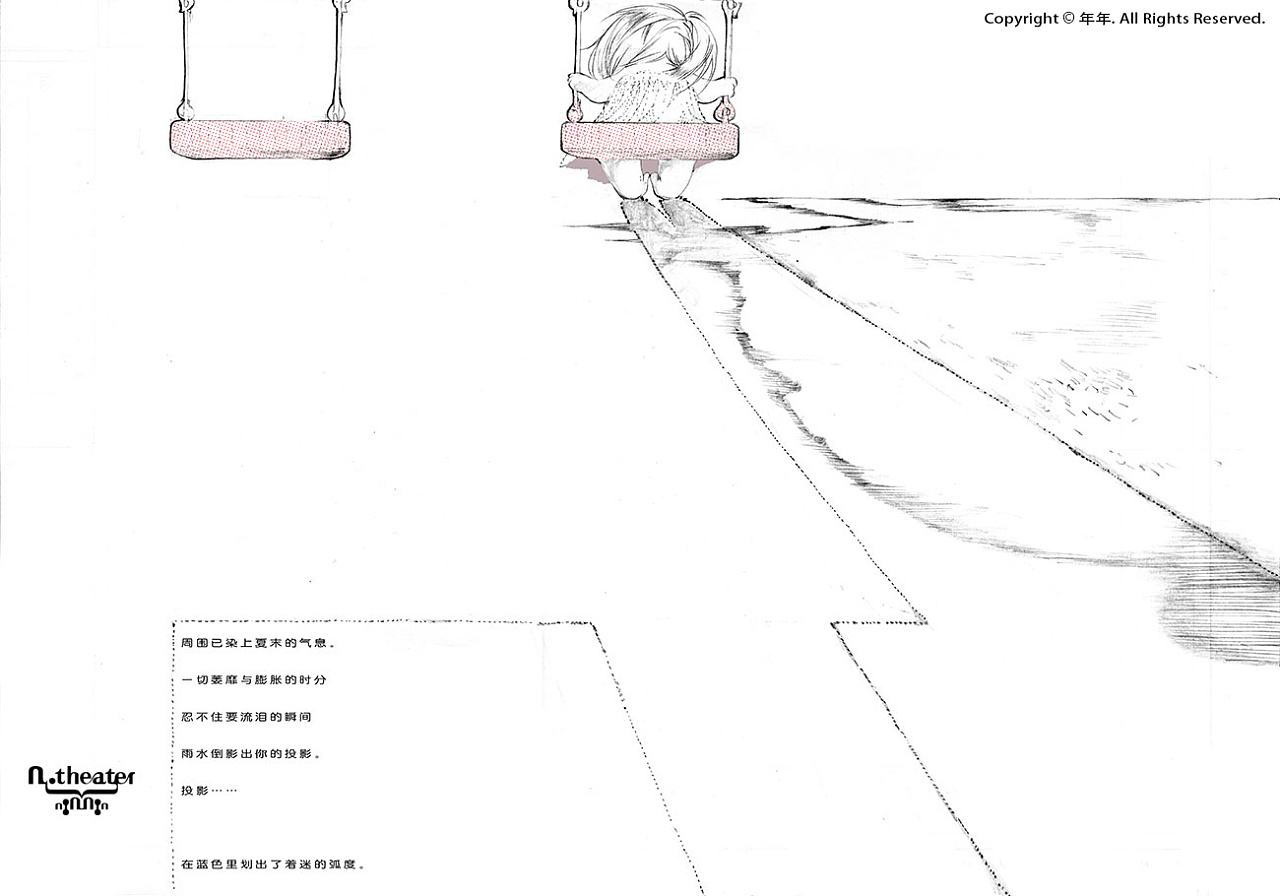 Copyright © 年年. All Rights Reserved.
周围已染上夏末的气息。
一切萎靡与膨胀的时分
忍不住要流泪的瞬间
雨水倒影出你的投影。
投影……
在蓝色里划出了着迷的弧度。
n.theater